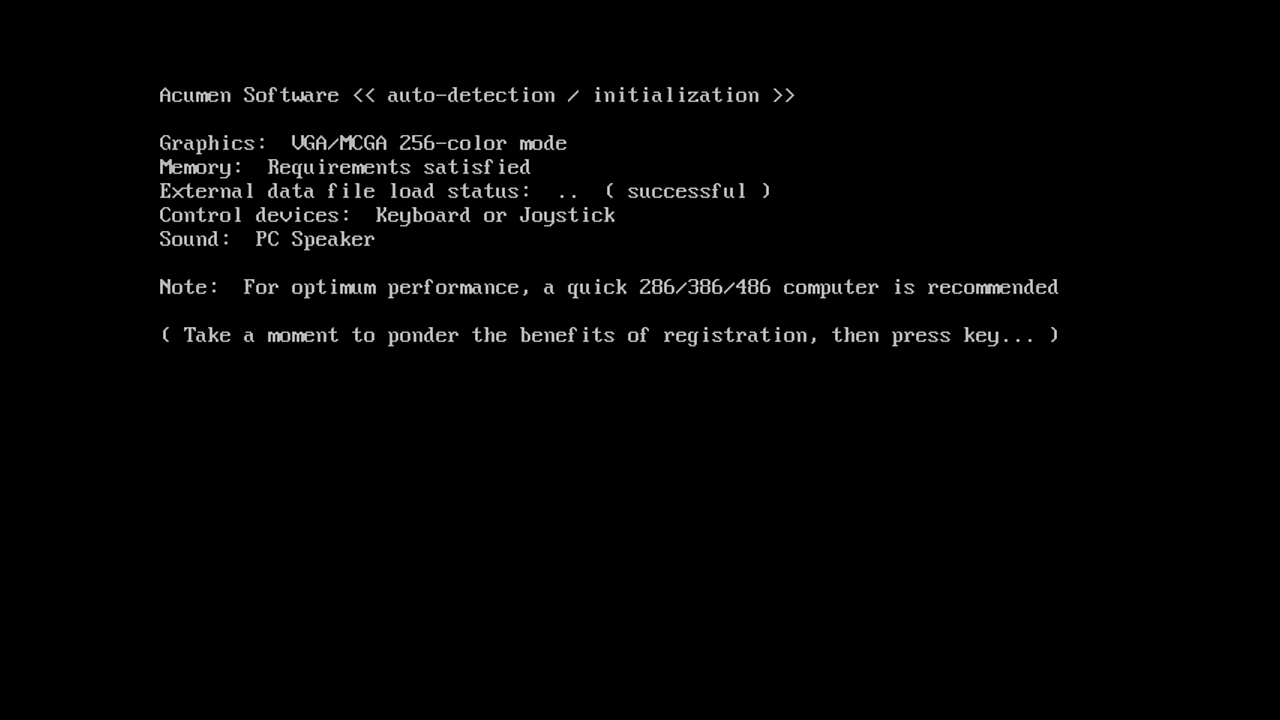 Acumen Software << auto-detection / initialization >>
Graphics:  VGA/MCGA 256-color mode
Memory:  Requirements satisfied
External data file load status:  ..  ( successful )
Control devices:  Keyboard or Joystick
Sound:  PC Speaker
Note:  For optimum performance, a quick 286/386/486 computer is recommended
( Take a moment to ponder the benefits of registration, then press key... )